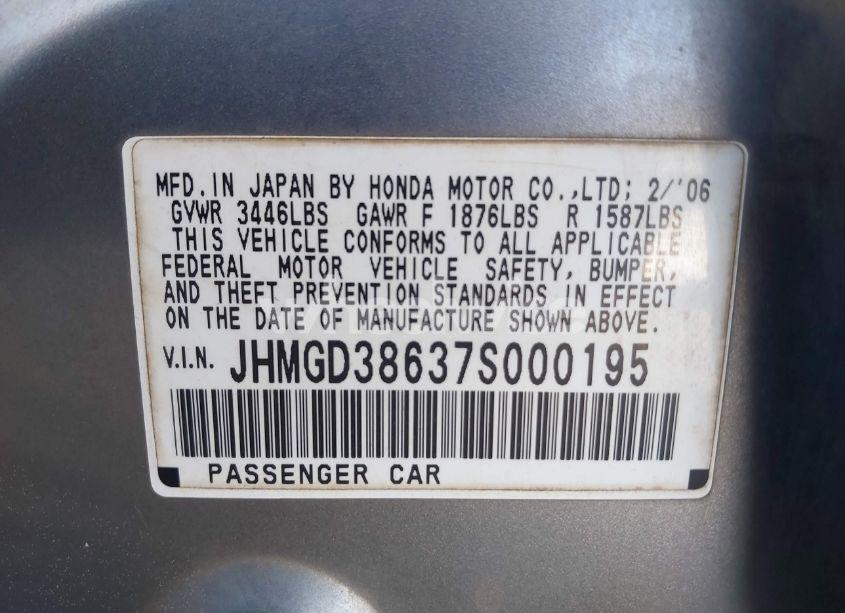 MFD. IN JAPAN BY HONDA MOTOR CO.,LTD; 2/'06
GVWR 3446LBS GAWR F 1876LBS R 1587LBS
THIS VEHICLE CONFORMS TO ALL APPLICABLE
FEDERAL MOTOR VEHICLE SAFETY, BUMPER,
AND THEFT PREVENTION STANDARDS IN EFFECT
ON THE DATE OF MANUFACTURE SHOWN ABOVE.
V.I.N. JHMGD38637S000195
PASSENGER CAR